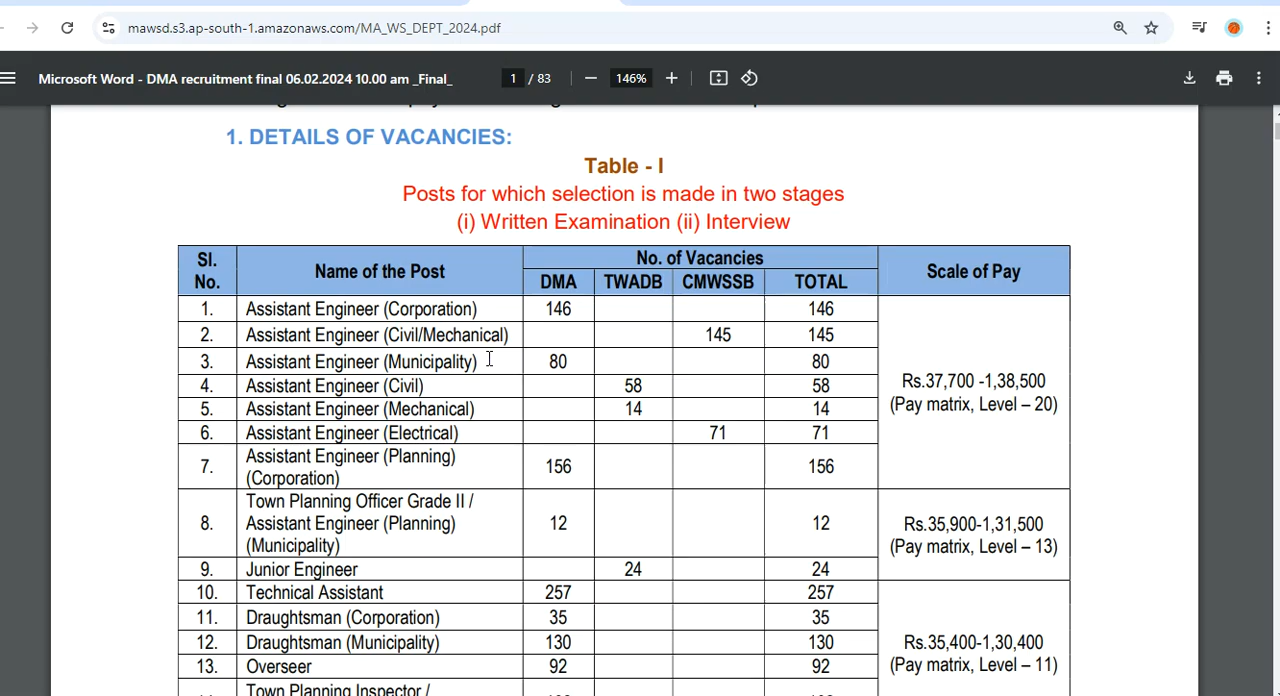 mawsd.s3.ap-south-1.amazonaws.com/MA_WS_DEPT_2024.pdf
Microsoft Word - DMA recruitment final 06.02.2024 10.00 am _Final_ 1 / 83 146%
1. DETAILS OF VACANCIES:
Table - I
Posts for which selection is made in two stages
(i) Written Examination (ii) Interview
Sl. No. Name of the Post No. of Vacancies Scale of Pay
DMA TWADB CMWSSB TOTAL
1. Assistant Engineer (Corporation) 146 146
2. Assistant Engineer (Civil/Mechanical) 145 145
3. Assistant Engineer (Municipality) 80 80
4. Assistant Engineer (Civil) 58 58
5. Assistant Engineer (Mechanical) 14 14
6. Assistant Engineer (Electrical) 71 71
7. Assistant Engineer (Planning) (Corporation) 156 156
Rs.37,700 -1,38,500
(Pay matrix, Level – 20)
8. Town Planning Officer Grade II / Assistant Engineer (Planning) (Municipality) 12 12
9. Junior Engineer 24 24
Rs.35,900-1,31,500
(Pay matrix, Level – 13)
10. Technical Assistant 257 257
11. Draughtsman (Corporation) 35 35
12. Draughtsman (Municipality) 130 130
13. Overseer 92 92
Rs.35,400-1,30,400
(Pay matrix, Level – 11)
Town Planning Inspector /